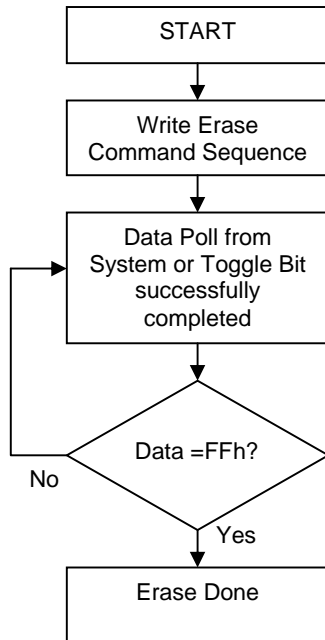 START
Write Erase
Command Sequence
Data Poll from
System or Toggle Bit
successfully
completed
Data =FFh?
No
Yes
Erase Done